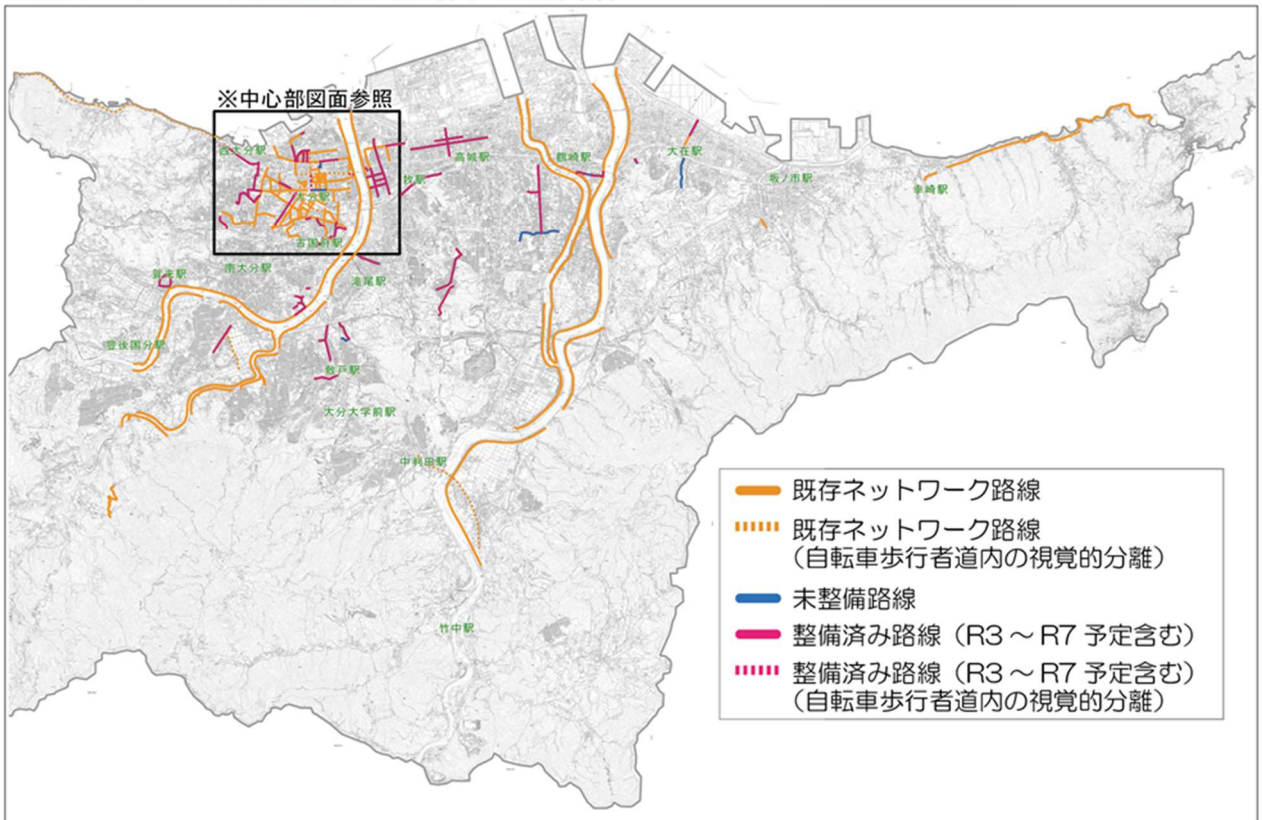 ※中心部図面参照
西大分駅
高城駅
鶴崎駅
大在駅
牧駅
坂ノ市駅
幸崎駅
大分駅
古国府駅
南大分駅
賀来駅
滝尾駅
豊後国分駅
敷戸駅
大分大学前駅
中判田駅
竹中駅
既存ネットワーク路線
既存ネットワーク路線
（自転車歩行者道内の視覚的分離）
未整備路線
整備済み路線（R3～R7 予定含む）
整備済み路線（R3～R7 予定含む）
（自転車歩行者道内の視覚的分離）